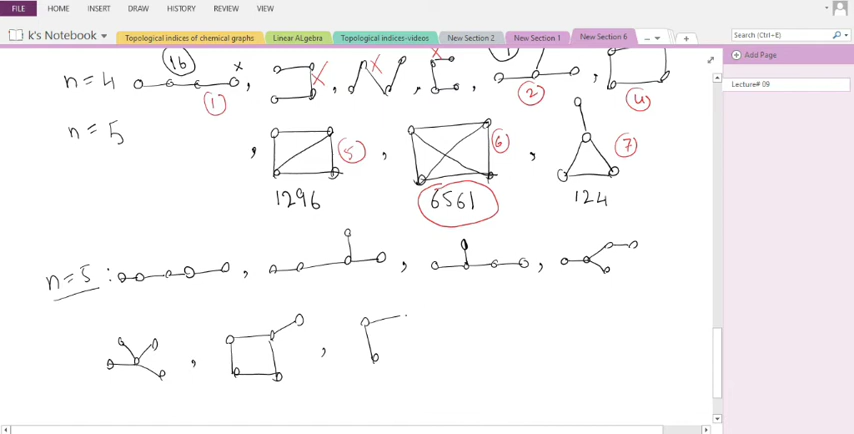 FILE HOME INSERT DRAW HISTORY REVIEW VIEW
k's Notebook Topological indices of chemical graphs Linear ALgebra Topological indices-videos New Section 2 New Section 1 New Section 6 Search (Ctrl+E)
Add Page
Lecture# 09
16
n=4 x , x , x , x , ,
1 2 4
n = 5
, 5 , 6 , 7
1296 6561 124
n=5 : , , ,
, ,